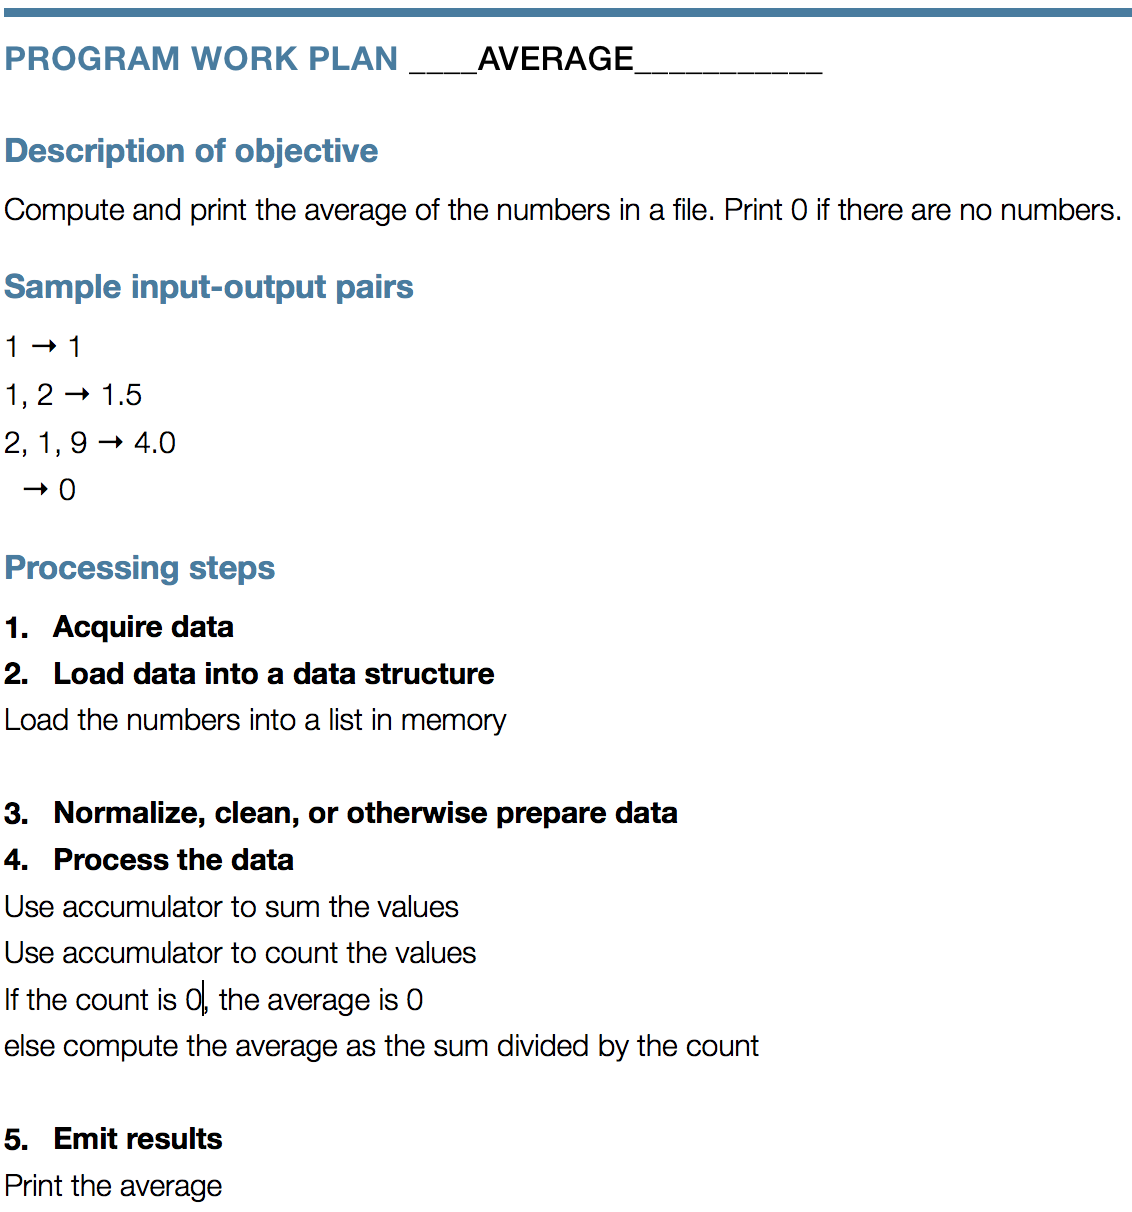 PROGRAM WORK PLAN ____AVERAGE___________
Description of objective
Compute and print the average of the numbers in a file. Print 0 if there are no numbers.
Sample input-output pairs
1 → 1
1, 2 → 1.5
2, 1, 9 → 4.0
→ 0
Processing steps
1. Acquire data
2. Load data into a data structure
Load the numbers into a list in memory
3. Normalize, clean, or otherwise prepare data
4. Process the data
Use accumulator to sum the values
Use accumulator to count the values
If the count is 0, the average is 0
else compute the average as the sum divided by the count
5. Emit results
Print the average